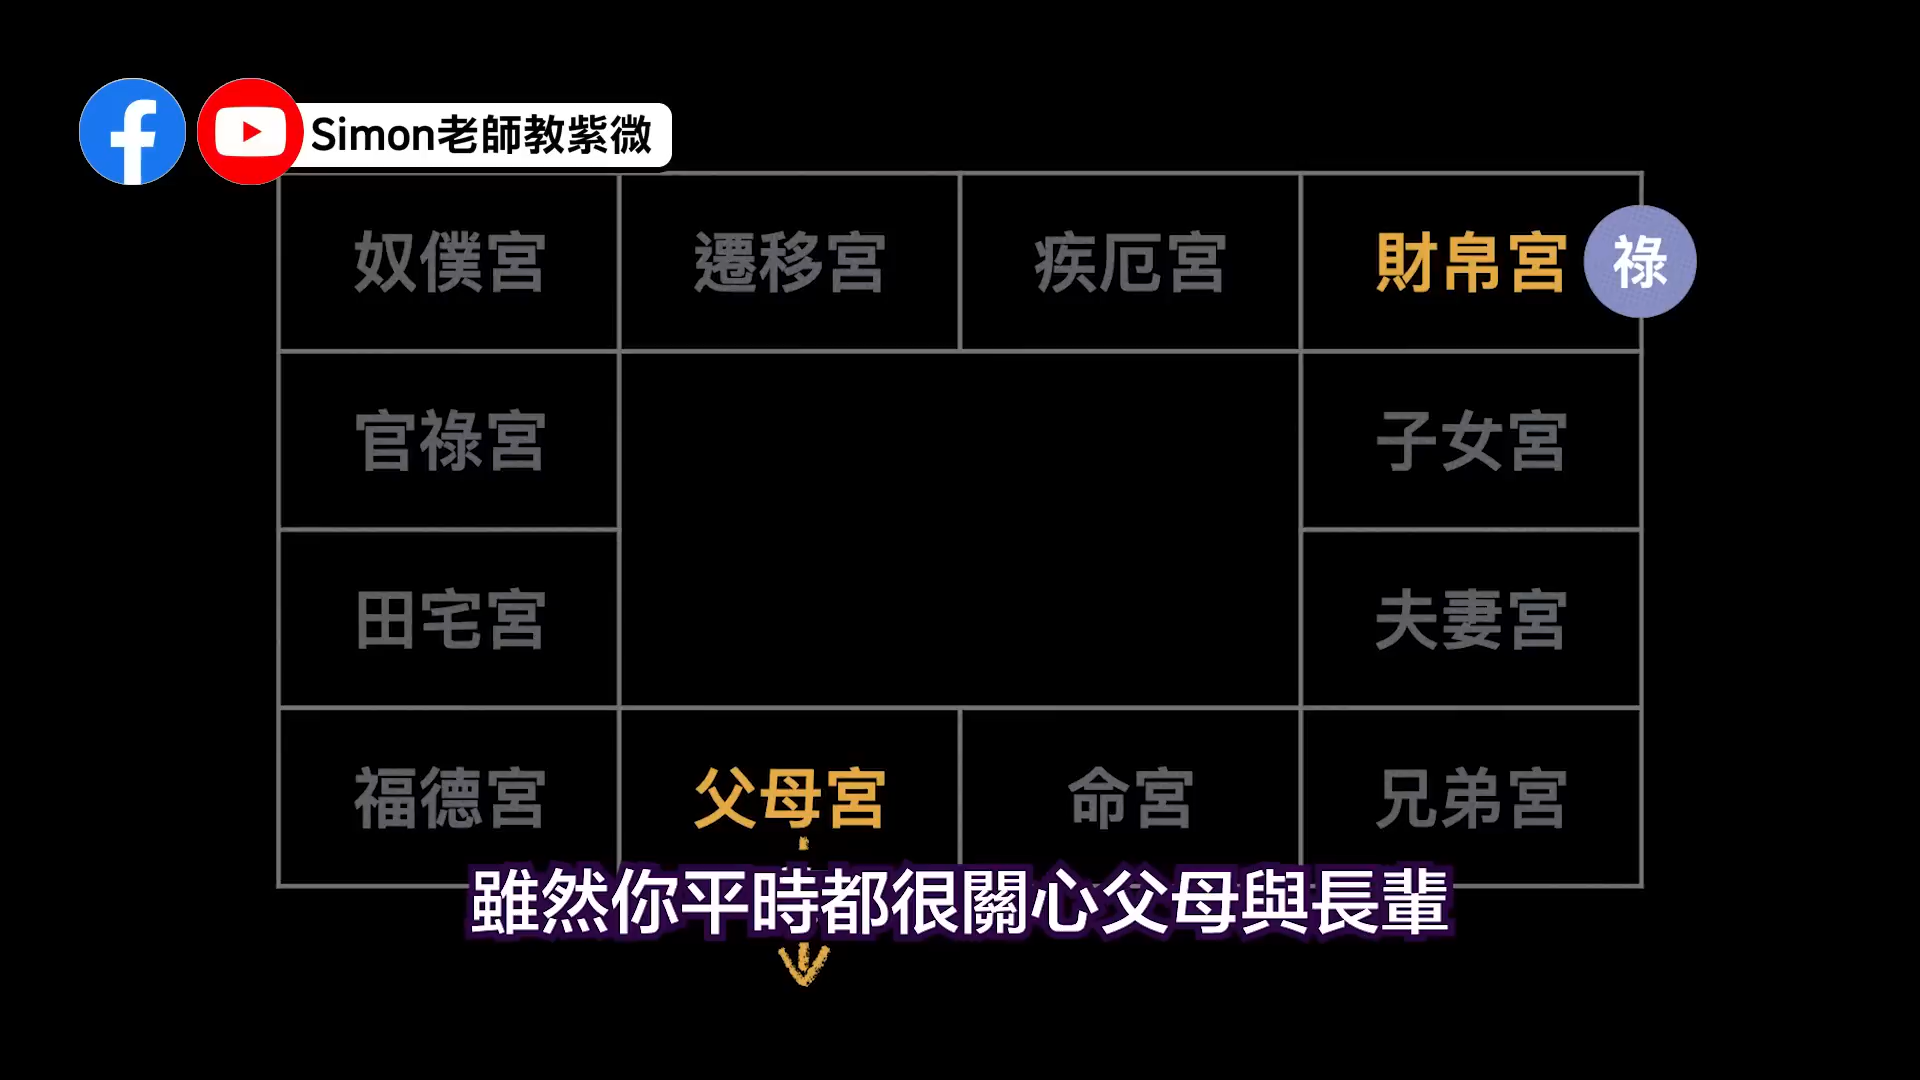 Simon老師教紫微
奴僕宮 遷移宮 疾厄宮 財帛宮 祿
官祿宮 子女宮
田宅宮 夫妻宮
福德宮 父母宮 命宮 兄弟宮
雖然你平時都很關心父母與長輩